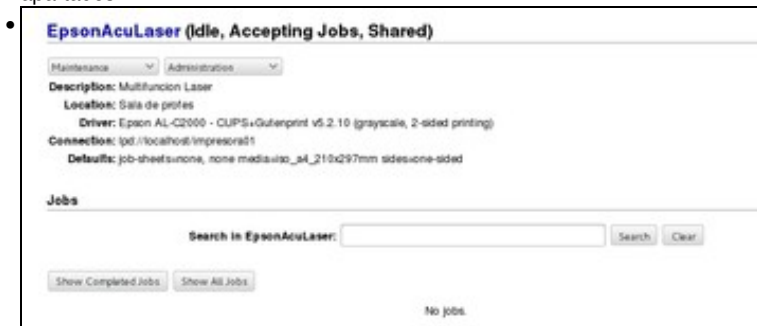 EpsonAcuLaser (Idle, Accepting Jobs, Shared)
Maintenance Administration
Description: Multifuncion Laser
Location: Sala de profes
Driver: Epson AL-C2000 - CUPS+Gutenprint v5.2.10 (grayscale, 2-sided printing)
Connection: lpd://localhost/impresora01
Defaults: job-sheets=none, none media=iso_a4_210x297mm sides=one-sided
Jobs
Search in EpsonAcuLaser: Search Clear
Show Completed Jobs Show All Jobs
No jobs.